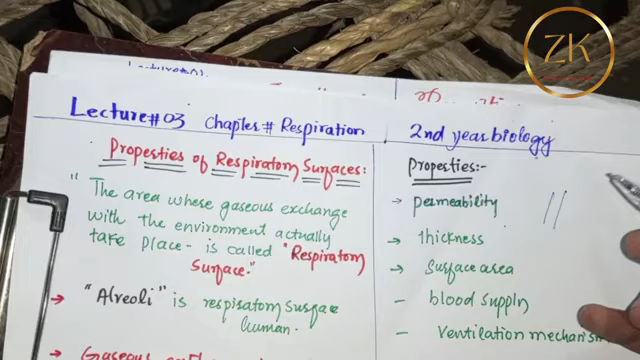 ZK
Lecture#03 Chapter# Respiration
Properties of Respiratory Surfaces:
"The area whose gaseous exchange
with the environment actually
take place - is called "Respiratory
Surface."
→ "Alveoli" is respiratory surface
human.
→ Gaseous
2nd year biology
Properties:-
→ permeability
→ thickness
→ Surface area
– blood supply
– Ventilation mechanism